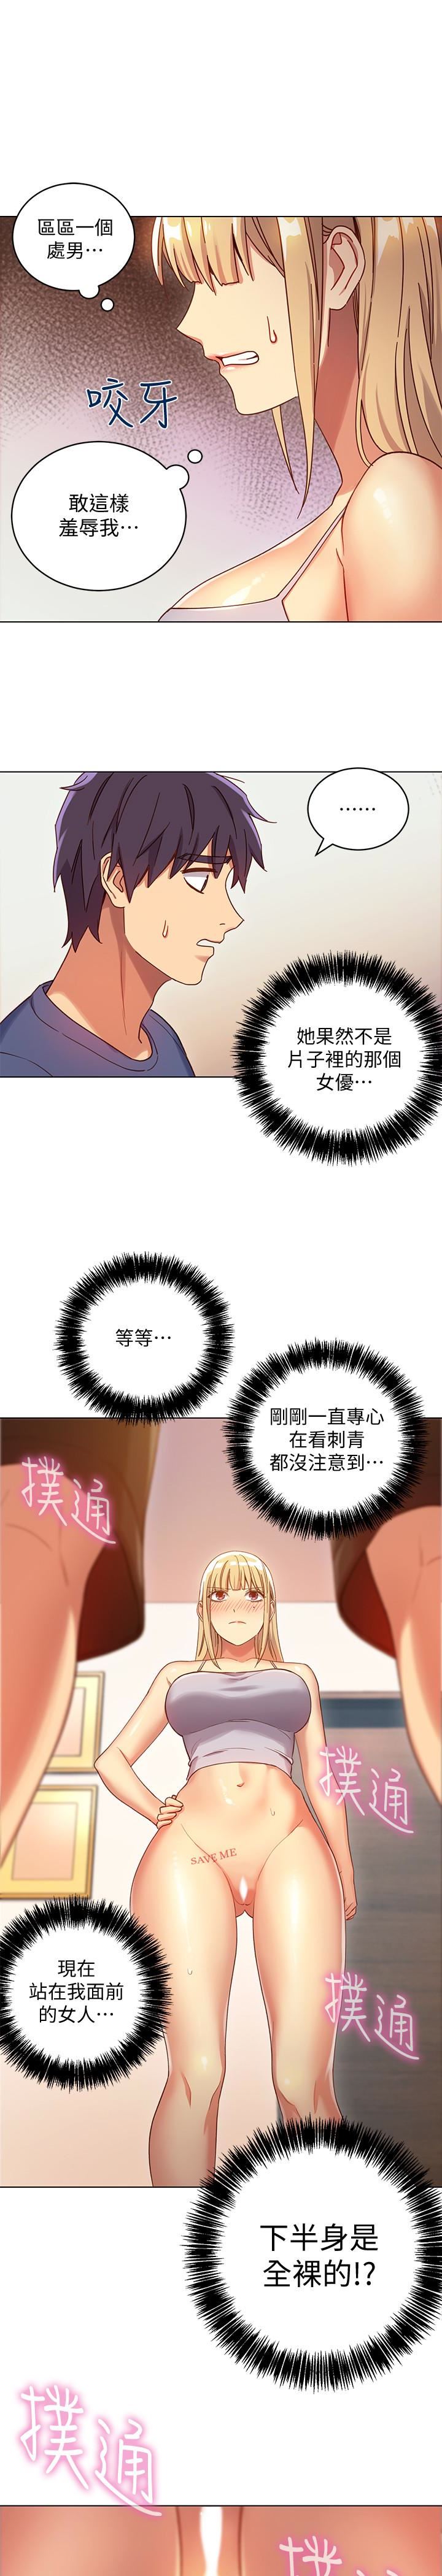 區區一個
處男…
咬牙
敢這樣
羞辱我…
……
她果然不是
片子裡的那個
女優…
等等…
剛剛一直專心
在看刺青
都沒注意到…
撲通
撲通
SAVE ME
現在
站在我面前
的女人…
撲通
下半身是
全裸的!?
撲通
撲